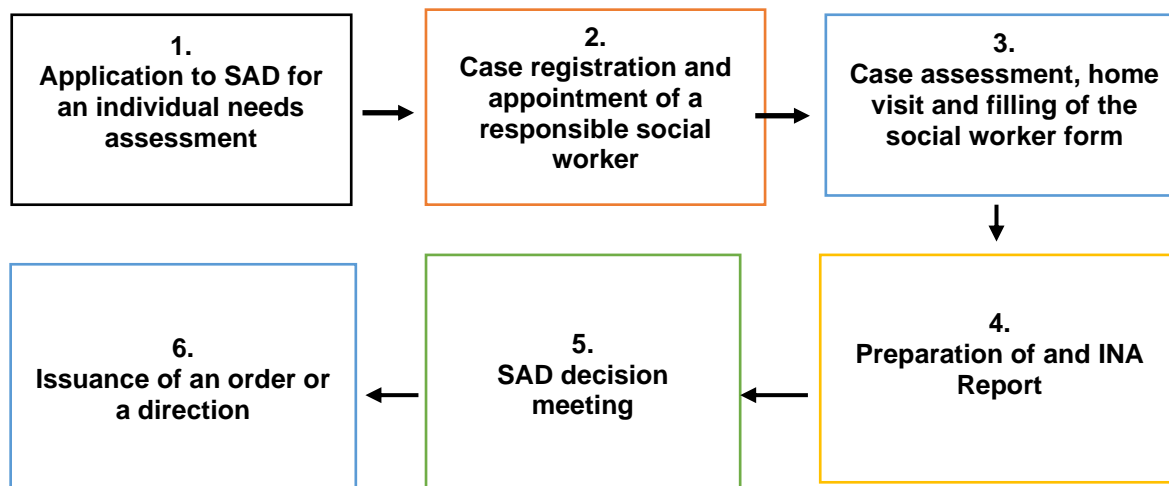 1.
Application to SAD for
an individual needs
assessment
2.
Case registration and
appointment of a
responsible social
worker
3.
Case assessment, home
visit and filling of the
social worker form
4.
Preparation of and INA
Report
5.
SAD decision
meeting
6.
Issuance of an order or
a direction